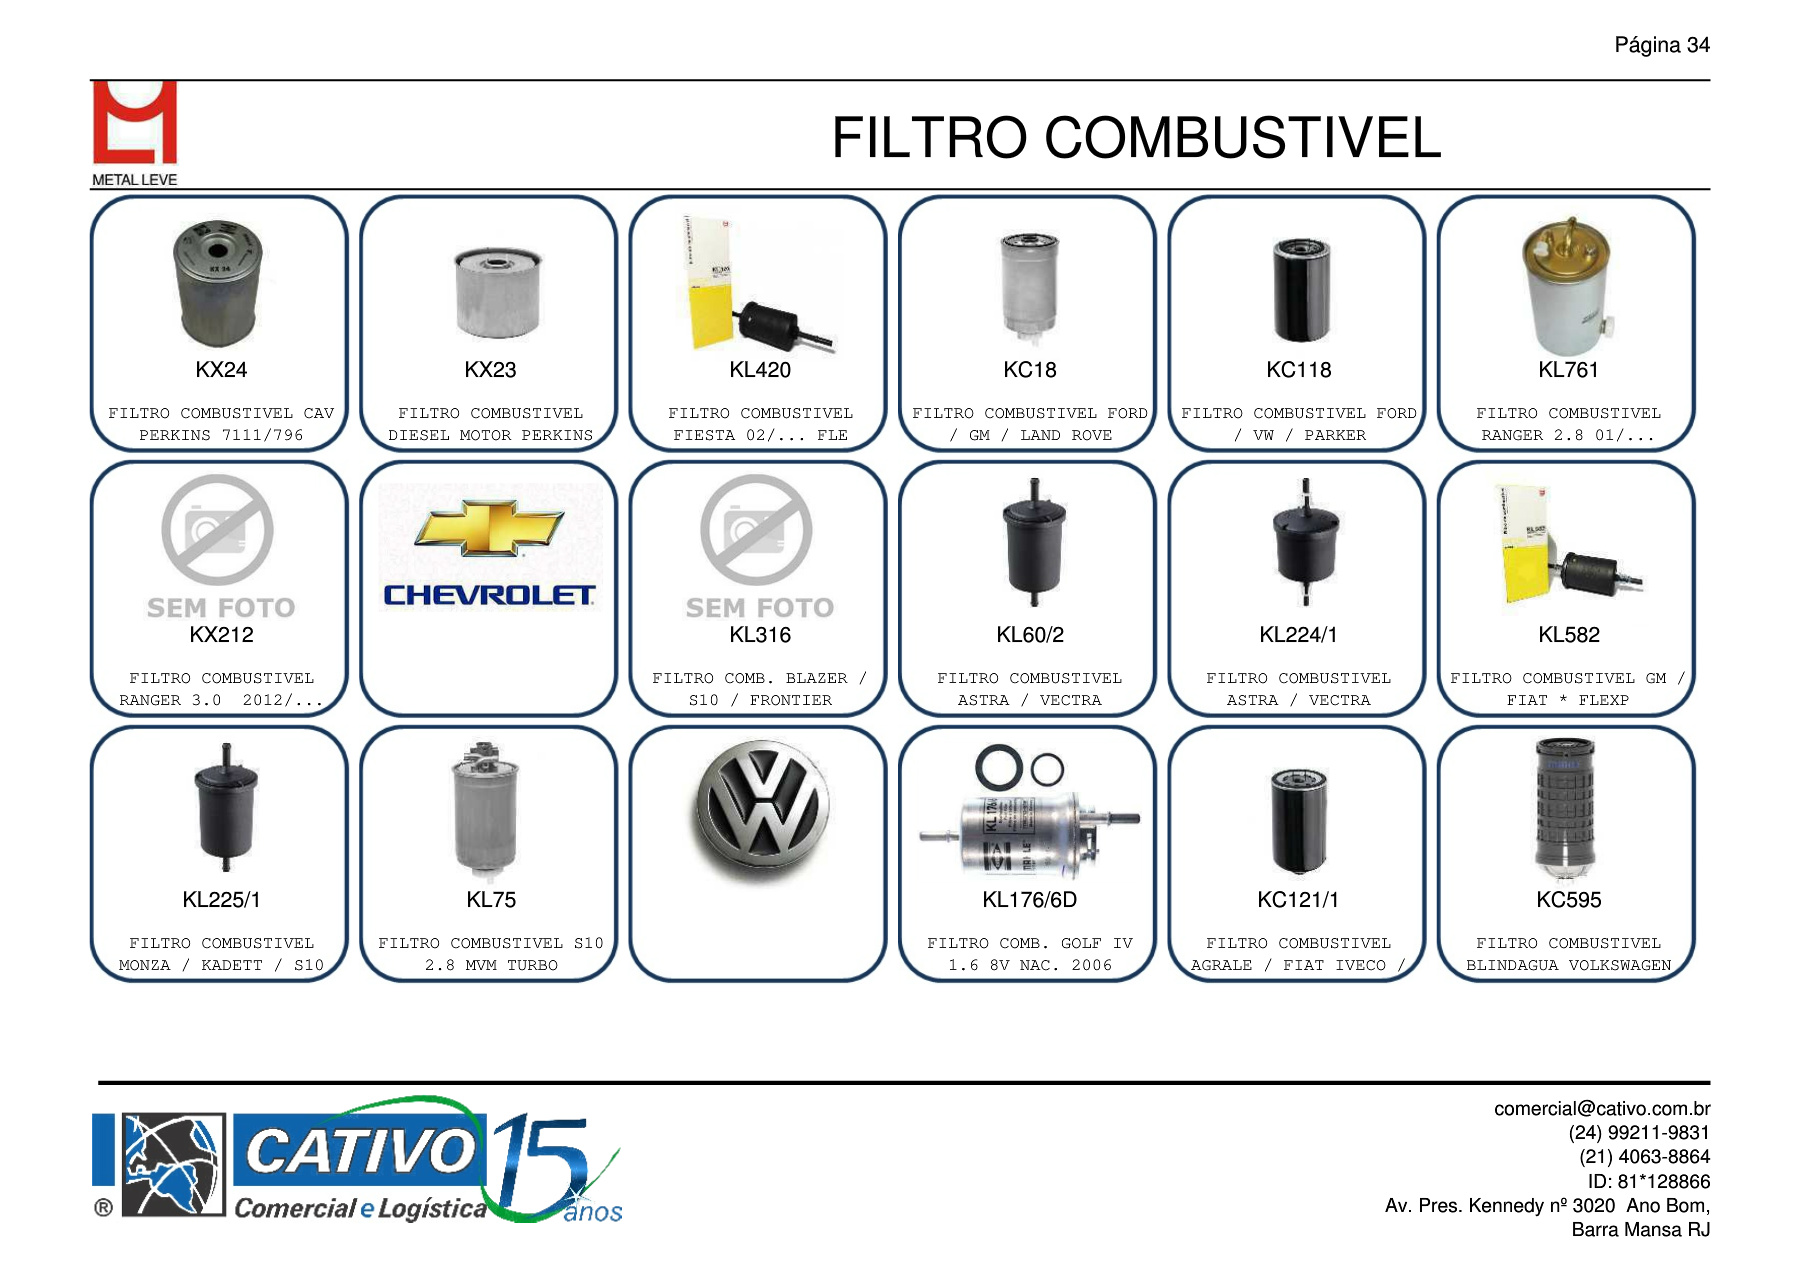 Página 34
METAL LEVE
FILTRO COMBUSTIVEL
KX24
FILTRO COMBUSTIVEL CAV
PERKINS 7111/796
KX23
FILTRO COMBUSTIVEL
DIESEL MOTOR PERKINS
KL420
FILTRO COMBUSTIVEL
FIESTA 02/... FLE
KC18
FILTRO COMBUSTIVEL FORD
/ GM / LAND ROVE
KC118
FILTRO COMBUSTIVEL FORD
/ VW / PARKER
KL761
FILTRO COMBUSTIVEL
RANGER 2.8 01/...
SEM FOTO
KX212
FILTRO COMBUSTIVEL
RANGER 3.0  2012/...
CHEVROLET
SEM FOTO
KL316
FILTRO COMB. BLAZER /
S10 / FRONTIER
KL60/2
FILTRO COMBUSTIVEL
ASTRA / VECTRA
KL224/1
FILTRO COMBUSTIVEL
ASTRA / VECTRA
KL582
FILTRO COMBUSTIVEL GM /
FIAT * FLEXP
KL225/1
FILTRO COMBUSTIVEL
MONZA / KADETT / S10
KL75
FILTRO COMBUSTIVEL S10
2.8 MVM TURBO
KL176/6D
FILTRO COMB. GOLF IV
1.6 8V NAC. 2006
KC121/1
FILTRO COMBUSTIVEL
AGRALE / FIAT IVECO /
KC595
FILTRO COMBUSTIVEL
BLINDAGUA VOLKSWAGEN
CATIVO 15
® Comercial e Logística anos
comercial@cativo.com.br
(24) 99211-9831
(21) 4063-8864
ID: 81*128866
Av. Pres. Kennedy nº 3020  Ano Bom,
Barra Mansa RJ